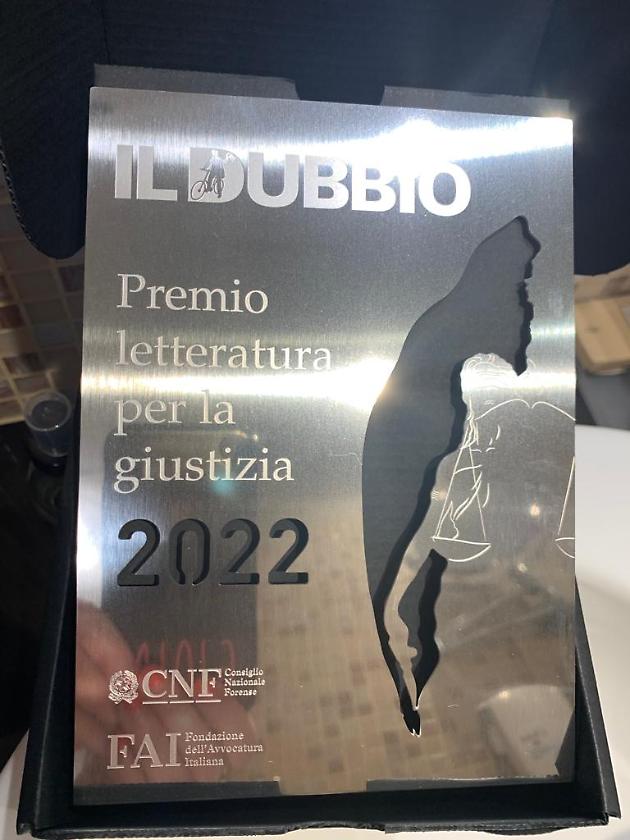 IL DUBBIO
Premio
letteratura
per la
giustizia
2022
CNF
Consiglio
Nazionale
Forense
FAI
Fondazione
dell'Avvocatura
Italiana